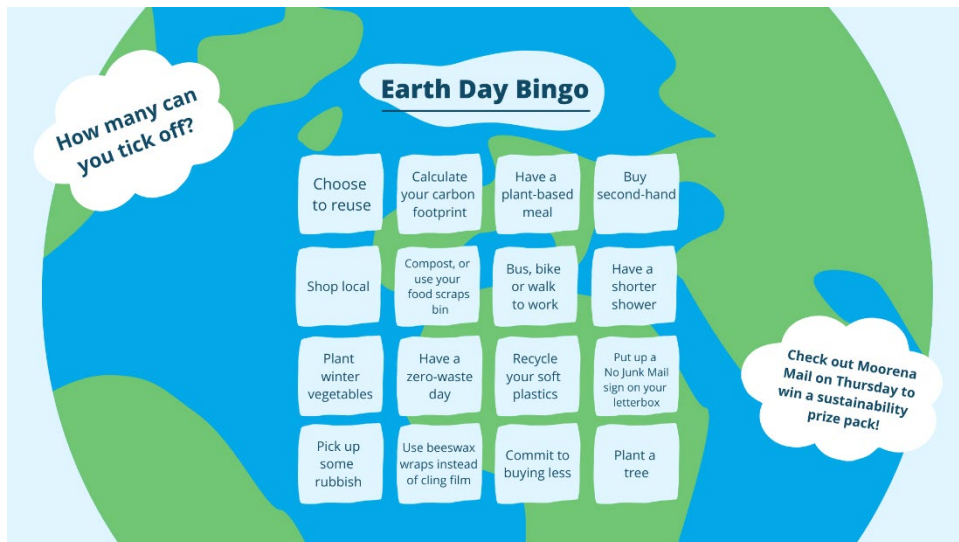 Earth Day Bingo
How many can
you tick off?
Choose
to reuse
Calculate
your carbon
footprint
Have a
plant-based
meal
Buy
second-hand
Shop local
Compost, or
use your
food scraps
bin
Bus, bike
or walk
to work
Have a
shorter
shower
Plant
winter
vegetables
Have a
zero-waste
day
Recycle
your soft
plastics
Put up a
No Junk Mail
sign on your
letterbox
Pick up
some
rubbish
Use beeswax
wraps instead
of cling film
Commit to
buying less
Plant a
tree
Check out Moorena
Mail on Thursday to
win a sustainability
prize pack!